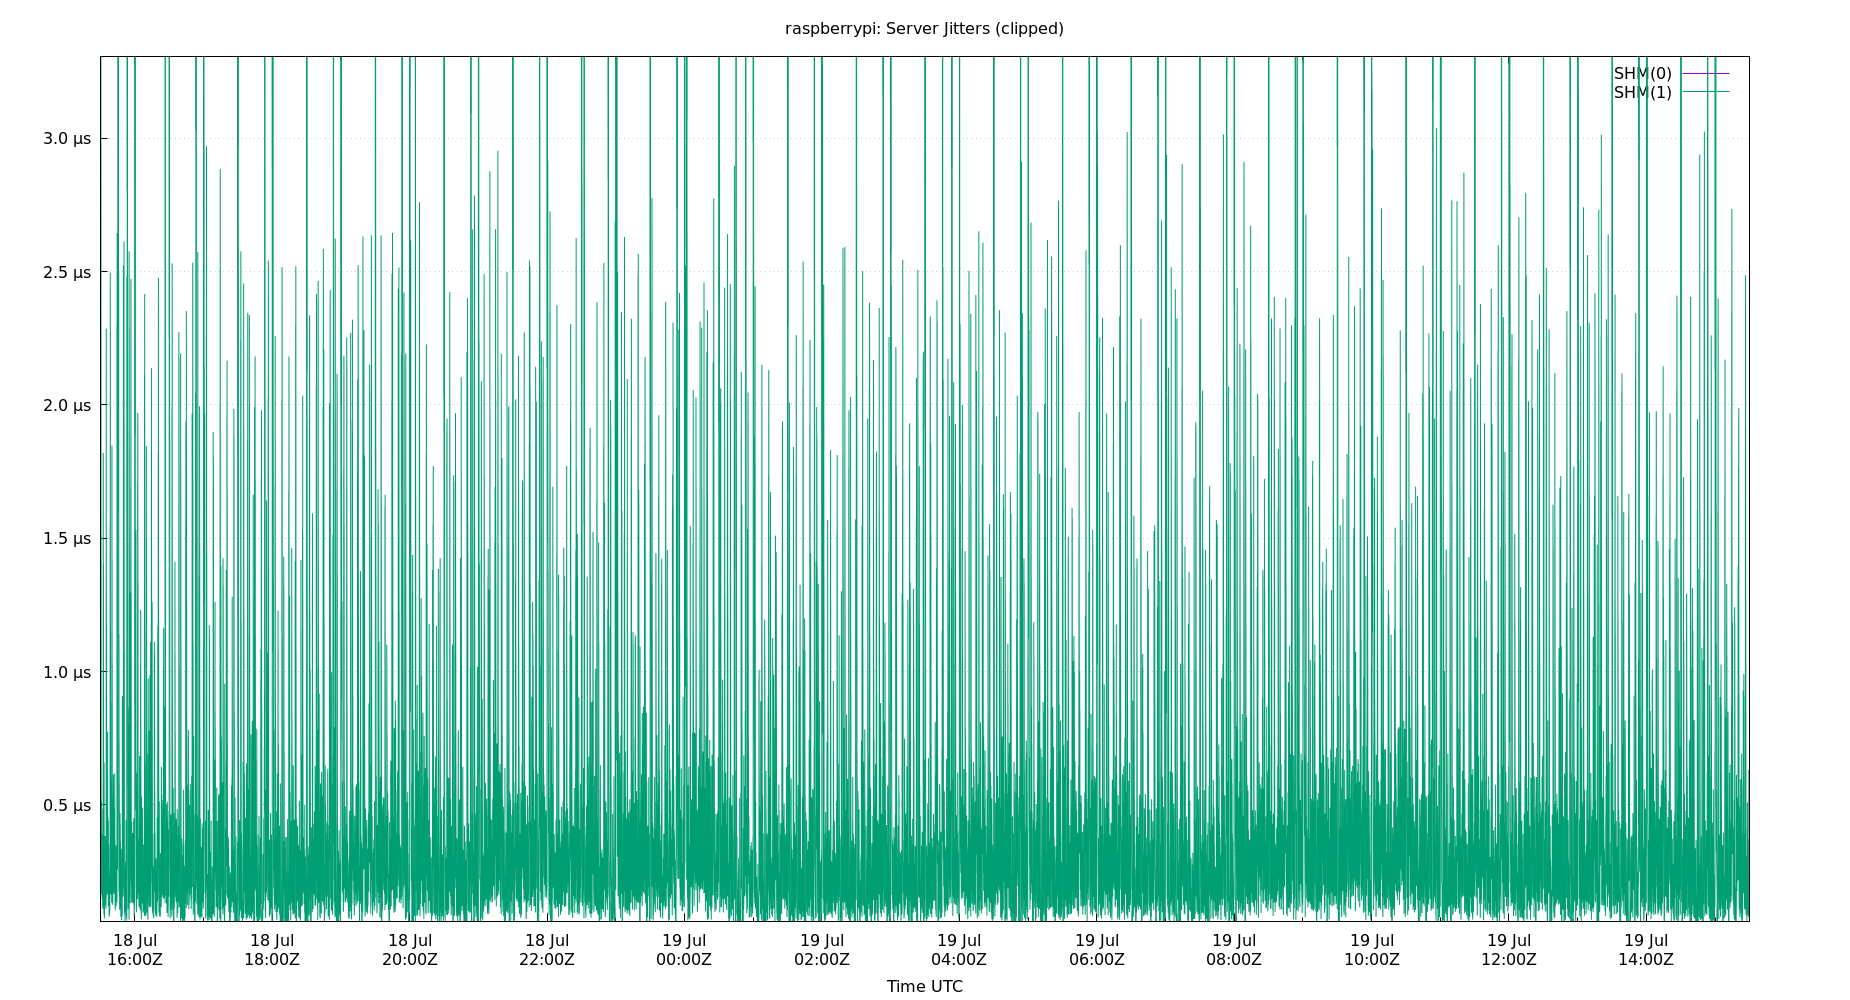 raspberrypi: Server Jitters (clipped)
SHM(0)
SHM(1)
3.0 μs
2.5 μs
2.0 μs
1.5 μs
1.0 μs
0.5 μs
18 Jul 18 Jul 18 Jul 18 Jul 19 Jul 19 Jul 19 Jul 19 Jul 19 Jul 19 Jul 19 Jul 19 Jul
16:00Z 18:00Z 20:00Z 22:00Z 00:00Z 02:00Z 04:00Z 06:00Z 08:00Z 10:00Z 12:00Z 14:00Z
Time UTC